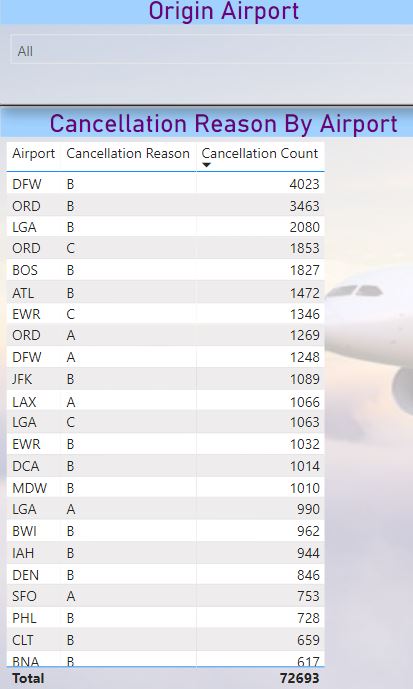 Origin Airport
All
Cancellation Reason By Airport
Airport Cancellation Reason Cancellation Count
DFW B 4023
ORD B 3463
LGA B 2080
ORD C 1853
BOS B 1827
ATL B 1472
EWR C 1346
ORD A 1269
DFW A 1248
JFK B 1089
LAX A 1066
LGA C 1063
EWR B 1032
DCA B 1014
MDW B 1010
LGA A 990
BWI B 962
IAH B 944
DEN B 846
SFO A 753
PHL B 728
CLT B 659
BNA B 617
Total 72693